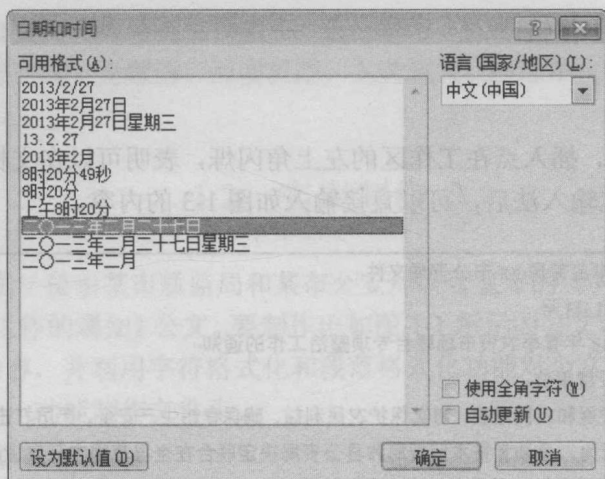 日期和时间
可用格式(A):
2013/2/27
2013年2月27日
2013年2月27日星期三
13.2.27
2013年2月
8时20分49秒
8时20分
上午8时20分
二〇一三年二月二十七日
二〇一三年二月二十七日星期三
二〇一三年二月
语言(国家/地区)(L):
中文(中国)
使用全角字符(W)
自动更新(U)
设为默认值(D)
确定
取消